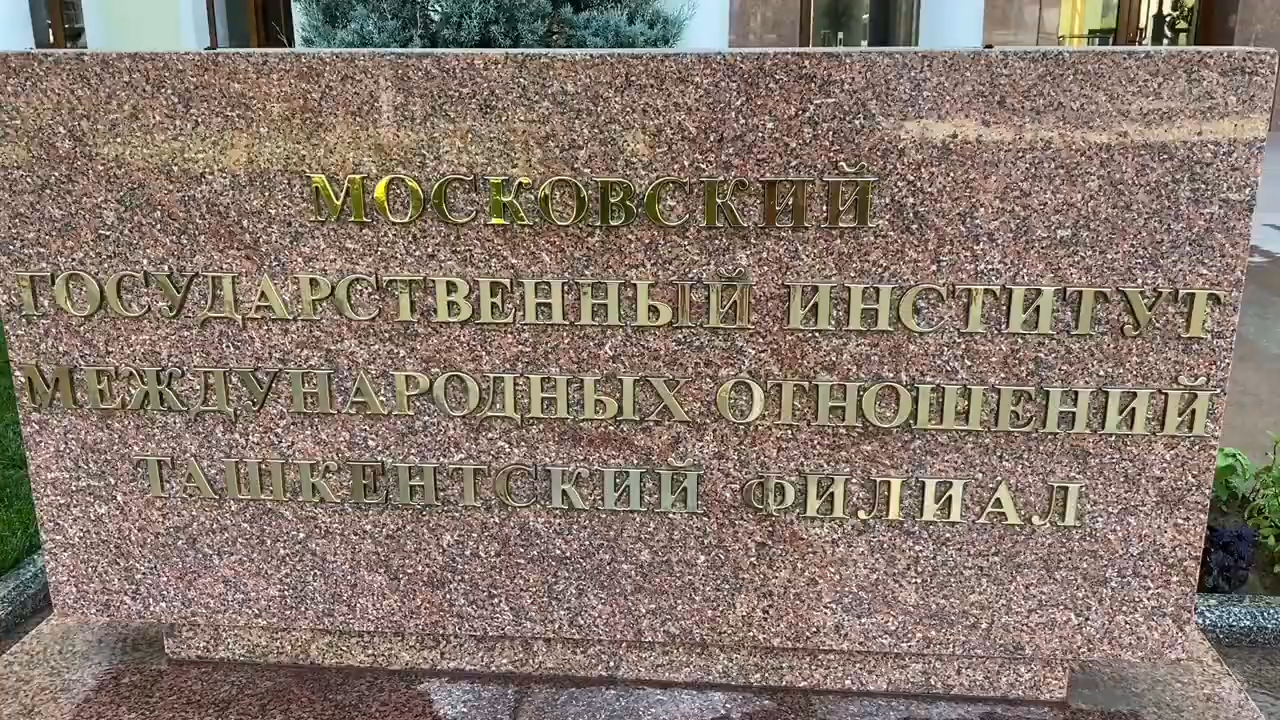 МОСКОВСКИЙ
ГОСУДАРСТВЕННЫЙ ИНСТИТУТ
МЕЖДУНАРОДНЫХ ОТНОШЕНИЙ
ТАШКЕНТСКИЙ ФИЛИАЛ